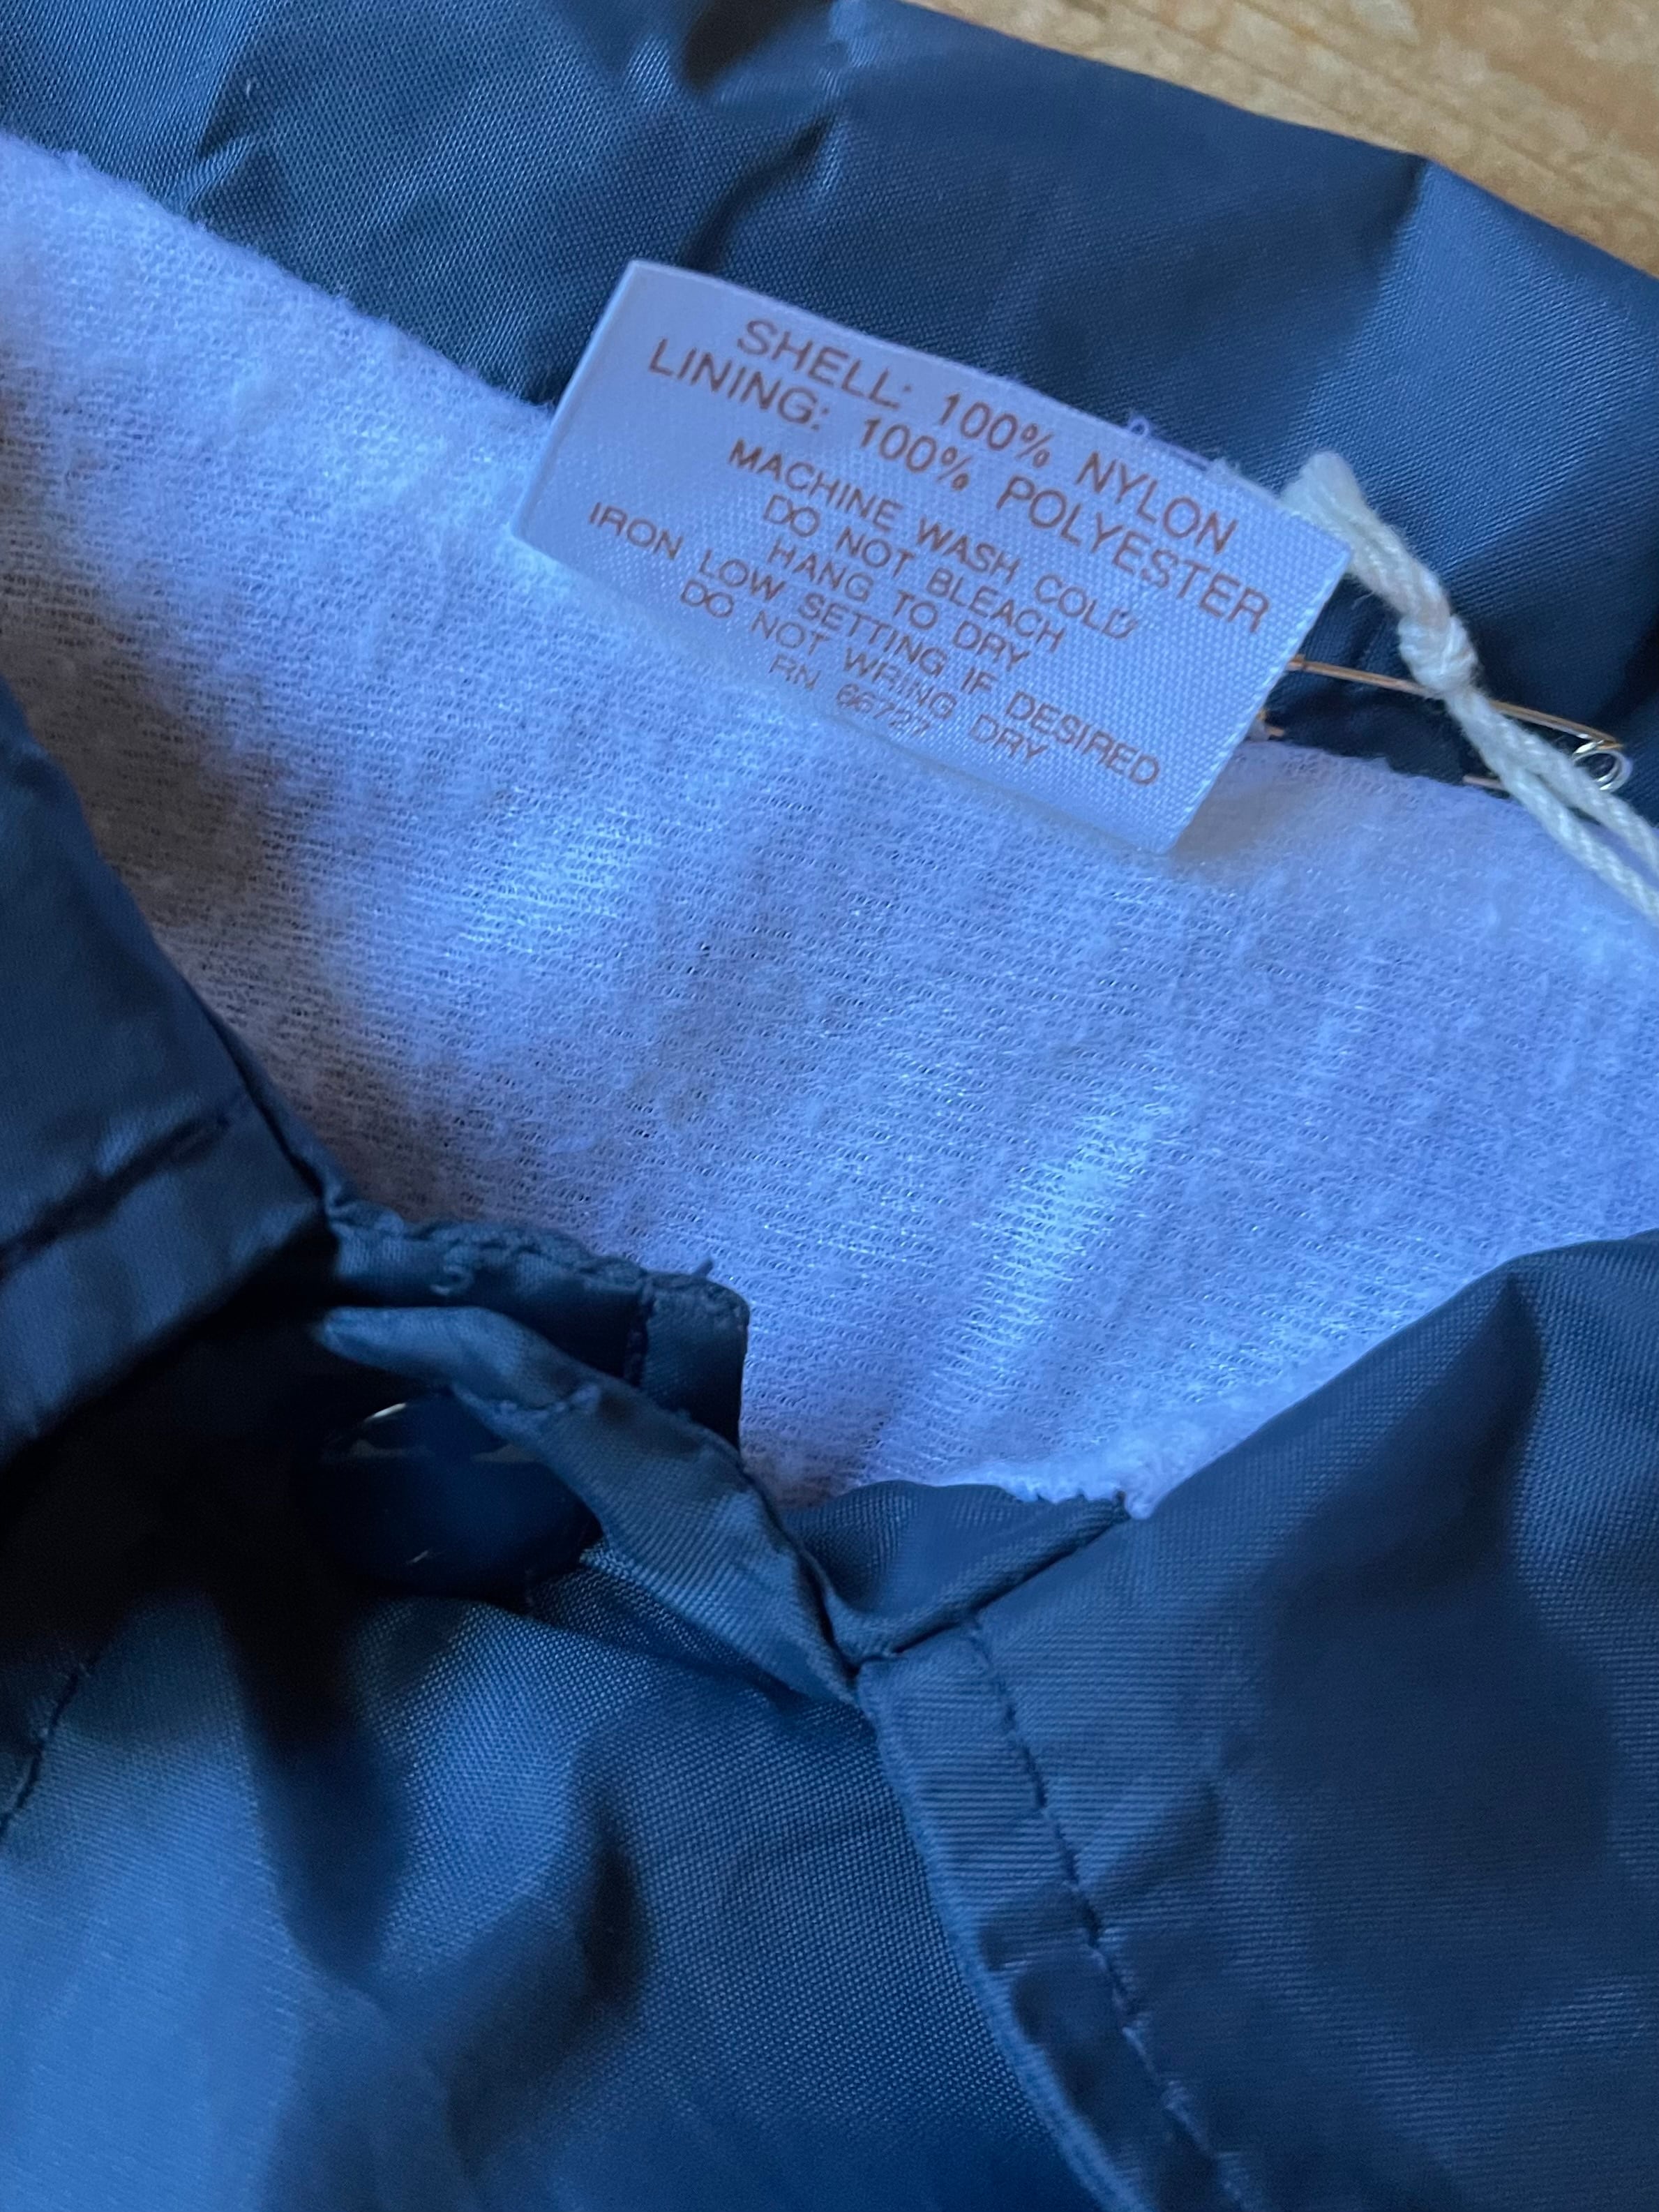 SHELL: 100% NYLON
LINING: 100% POLYESTER
MACHINE WASH COLD
DO NOT BLEACH
HANG TO DRY
IRON LOW SETTING IF DESIRED
DO NOT WRING DRY
RN 66727